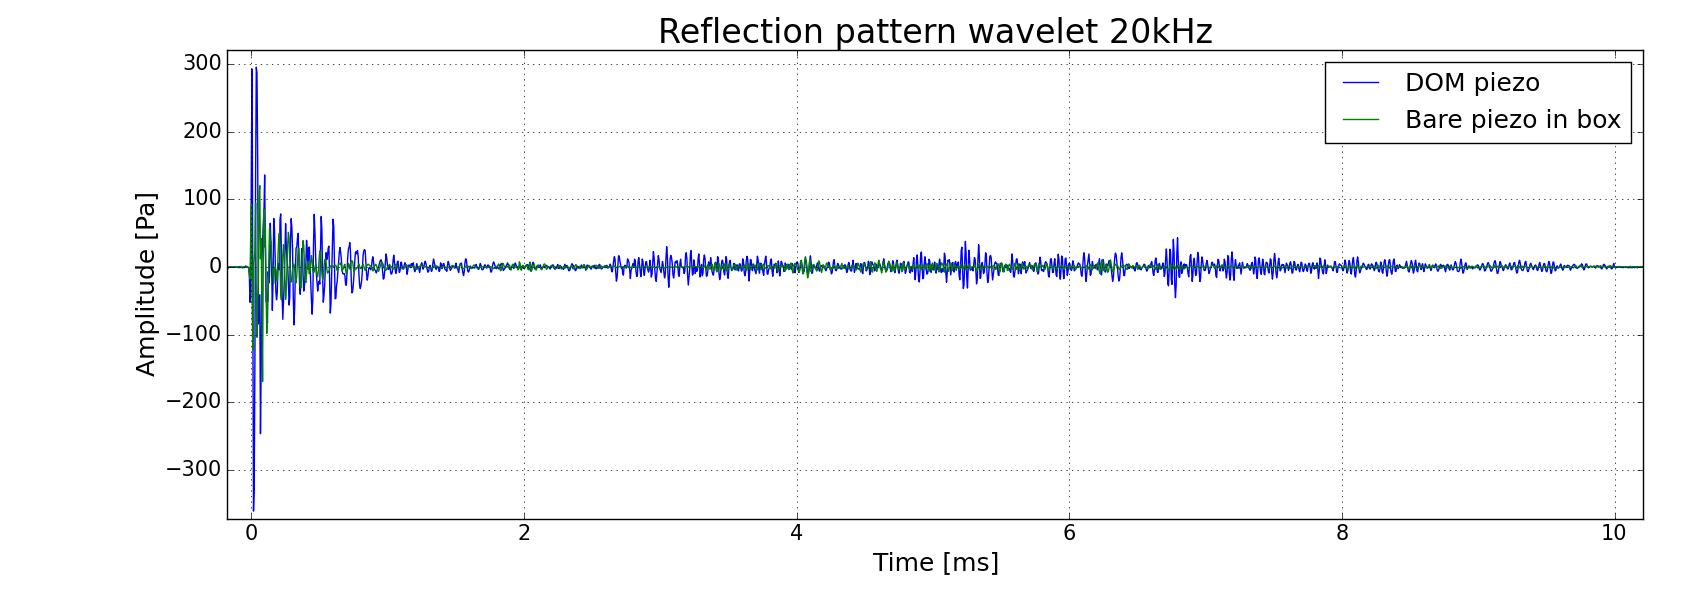 Reflection pattern wavelet 20kHz
DOM piezo
Bare piezo in box
Amplitude [Pa]
300
200
100
0
−100
−200
−300
0 2 4 6 8 10
Time [ms]